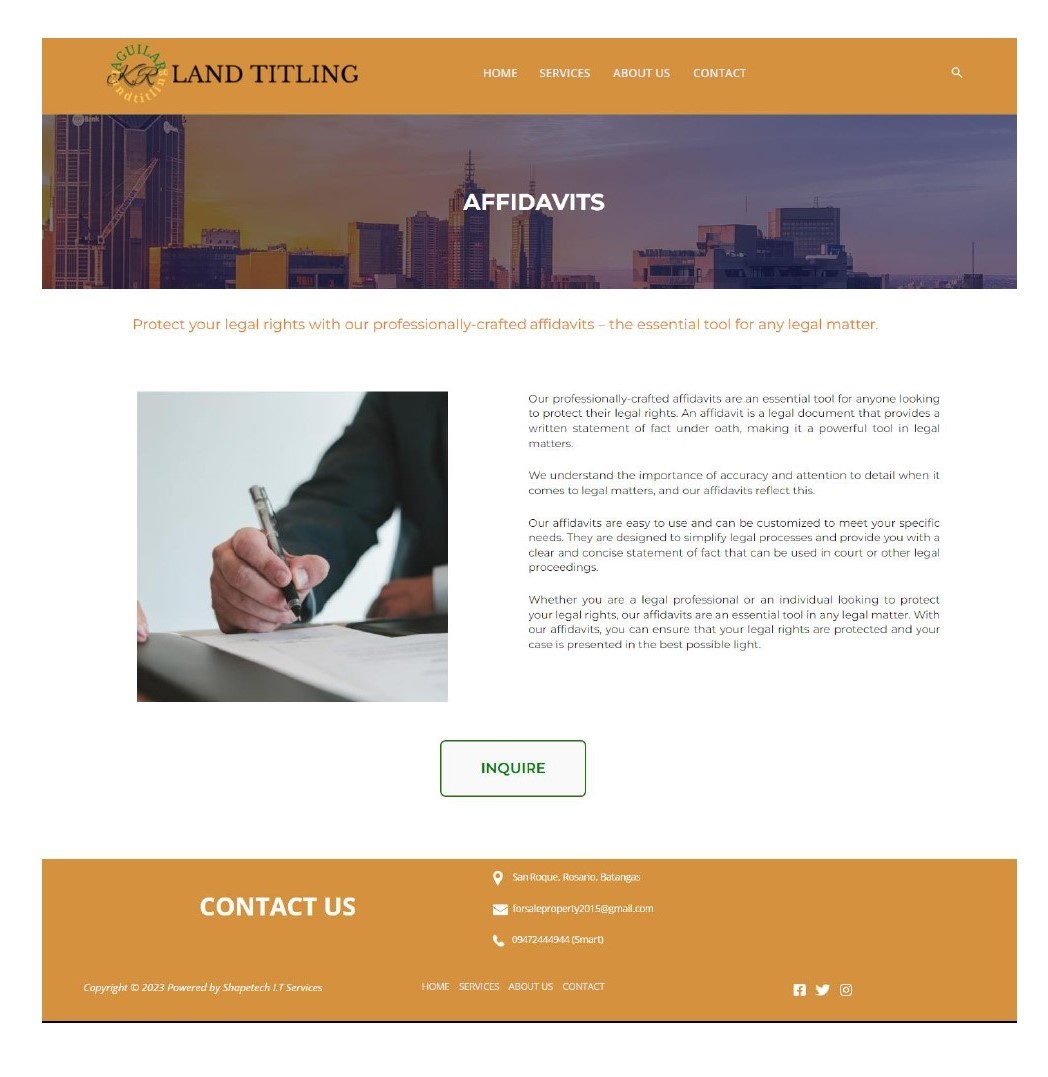 AGUILAR
KR
landtitling
LAND TITLING
HOME SERVICES ABOUT US CONTACT
AFFIDAVITS
Protect your legal rights with our professionally-crafted affidavits – the essential tool for any legal matter.
Our professionally-crafted affidavits are an essential tool for anyone looking
to protect their legal rights. An affidavit is a legal document that provides a
written statement of fact under oath, making it a powerful tool in legal
matters.
We understand the importance of accuracy and attention to detail when it
comes to legal matters, and our affidavits reflect this.
Our affidavits are easy to use and can be customized to meet your specific
needs. They are designed to simplify legal processes and provide you with a
clear and concise statement of fact that can be used in court or other legal
proceedings.
Whether you are a legal professional or an individual looking to protect
your legal rights, our affidavits are an essential tool in any legal matter. With
our affidavits, you can ensure that your legal rights are protected and your
case is presented in the best possible light.
INQUIRE
CONTACT US
San Roque, Rosario, Batangas
forsaleproperty2015@gmail.com
09472444944 (Smart)
Copyright © 2023 Powered by Shapetech I.T Services
HOME SERVICES ABOUT US CONTACT